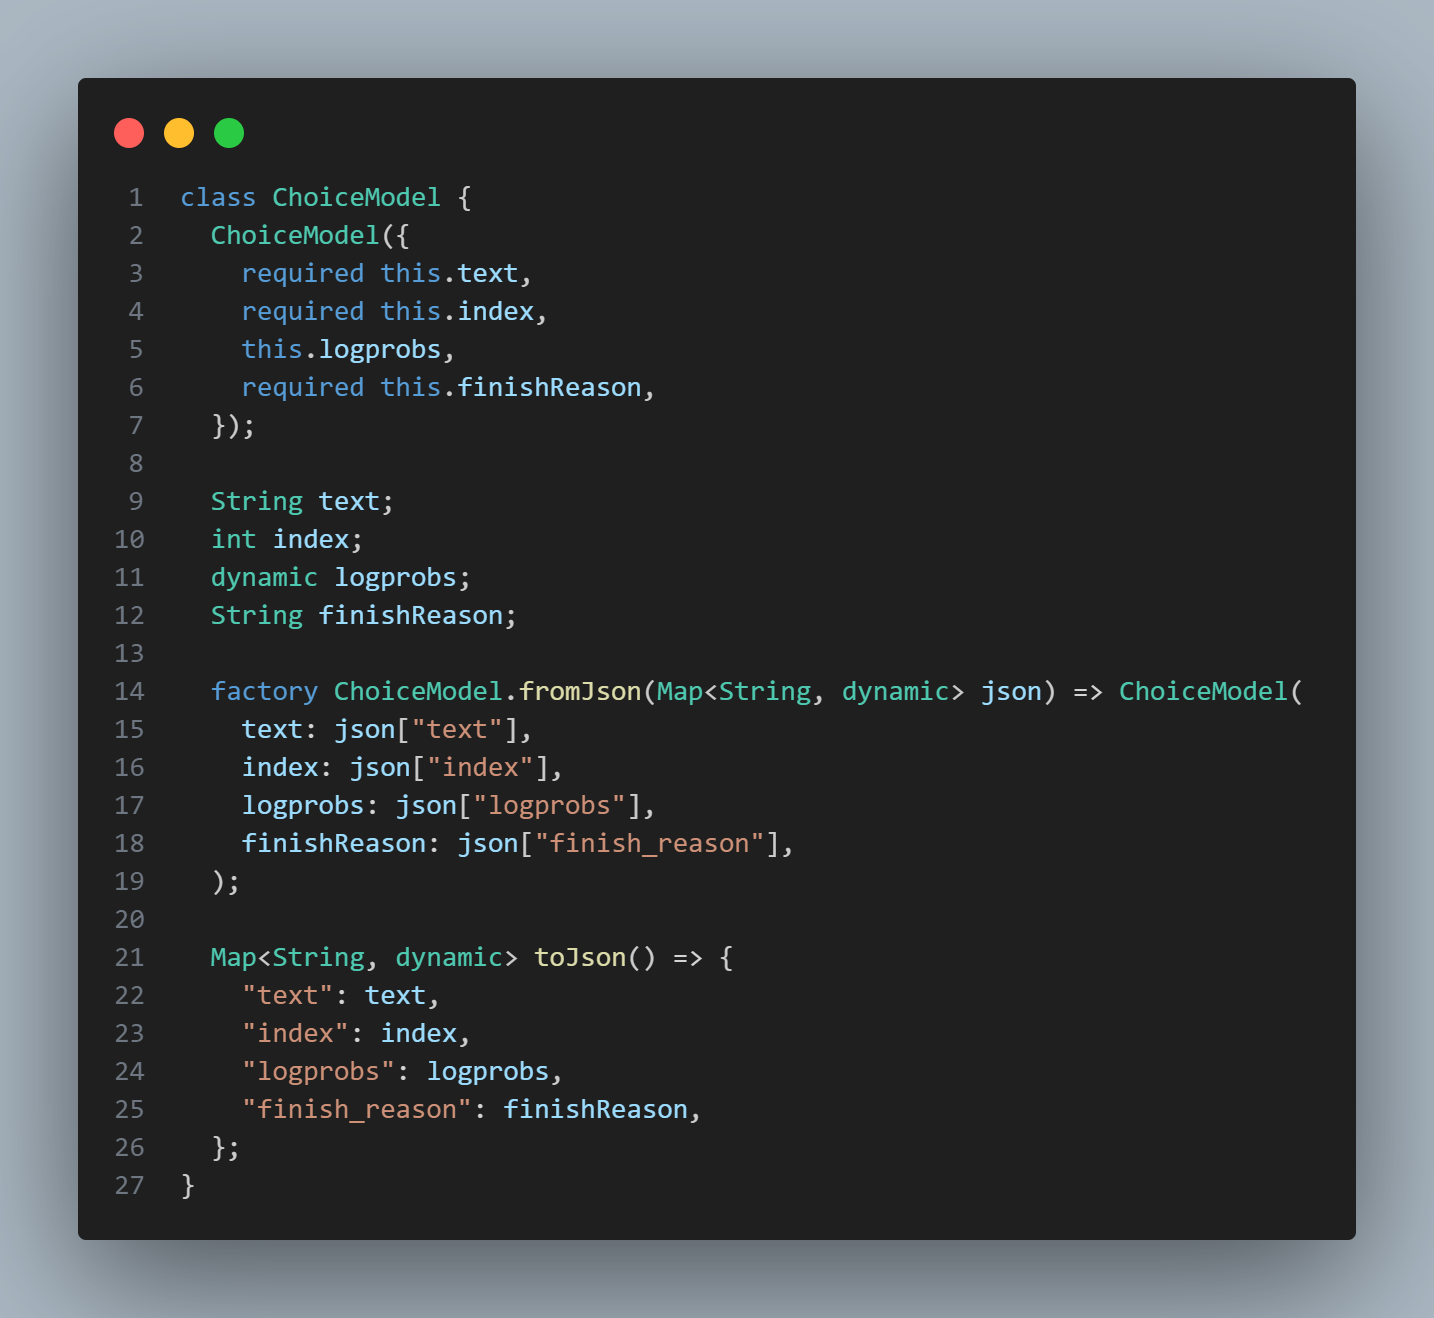 1 class ChoiceModel {
2   ChoiceModel({
3     required this.text,
4     required this.index,
5     this.logprobs,
6     required this.finishReason,
7   });
8
9   String text;
10   int index;
11   dynamic logprobs;
12   String finishReason;
13
14   factory ChoiceModel.fromJson(Map<String, dynamic> json) => ChoiceModel(
15     text: json["text"],
16     index: json["index"],
17     logprobs: json["logprobs"],
18     finishReason: json["finish_reason"],
19   );
20
21   Map<String, dynamic> toJson() => {
22     "text": text,
23     "index": index,
24     "logprobs": logprobs,
25     "finish_reason": finishReason,
26   };
27 }